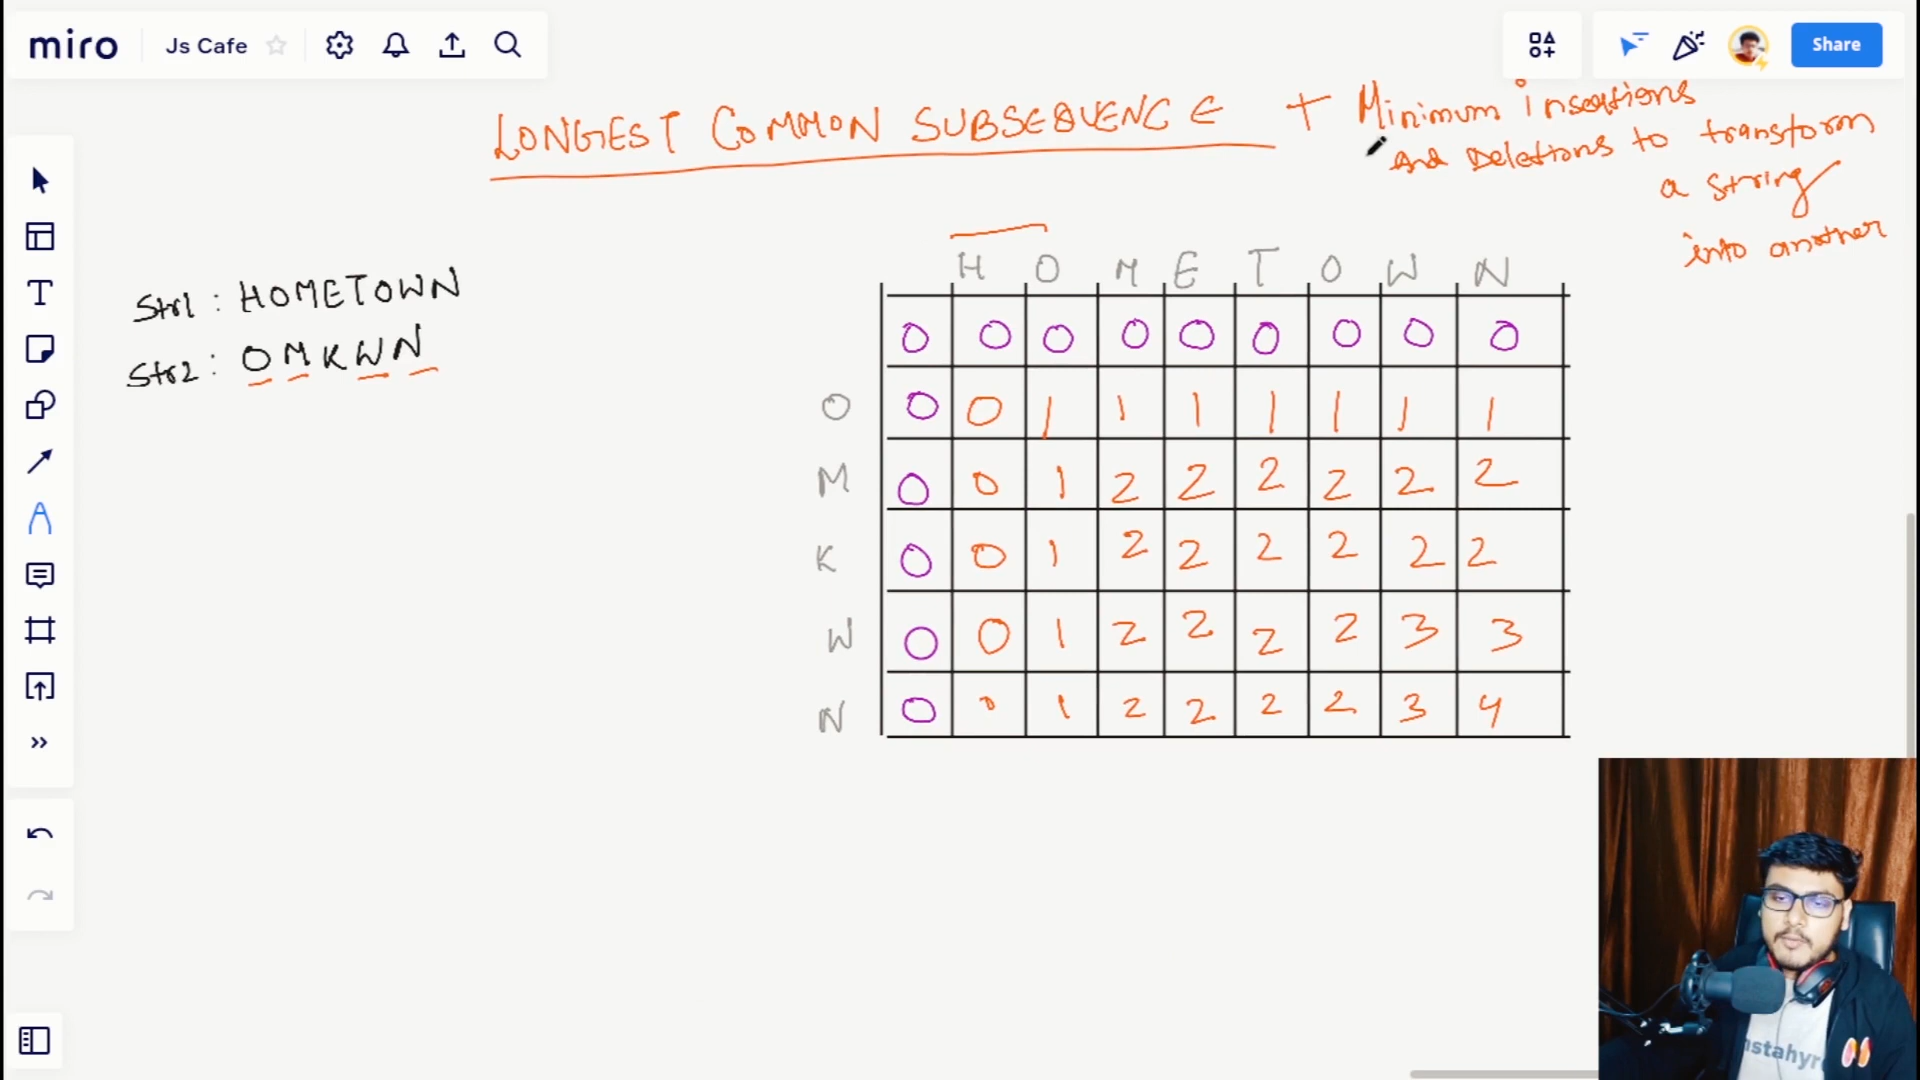 miro Js Cafe Share
LONGEST COMMON SUBSEQUENCE + Minimum insertions
And Deletions to transform
a string
into another
H O M E T O W N
Str1 : HOMETOWN
Str2 : OMKWN
0 0 0 0 0 0 0 0 0
O 0 0 1 1 1 1 1 1 1
M 0 0 1 2 2 2 2 2 2
K 0 0 1 2 2 2 2 2 2
W 0 0 1 2 2 2 2 3 3
N 0 0 1 2 2 2 2 3 4
nstahyr